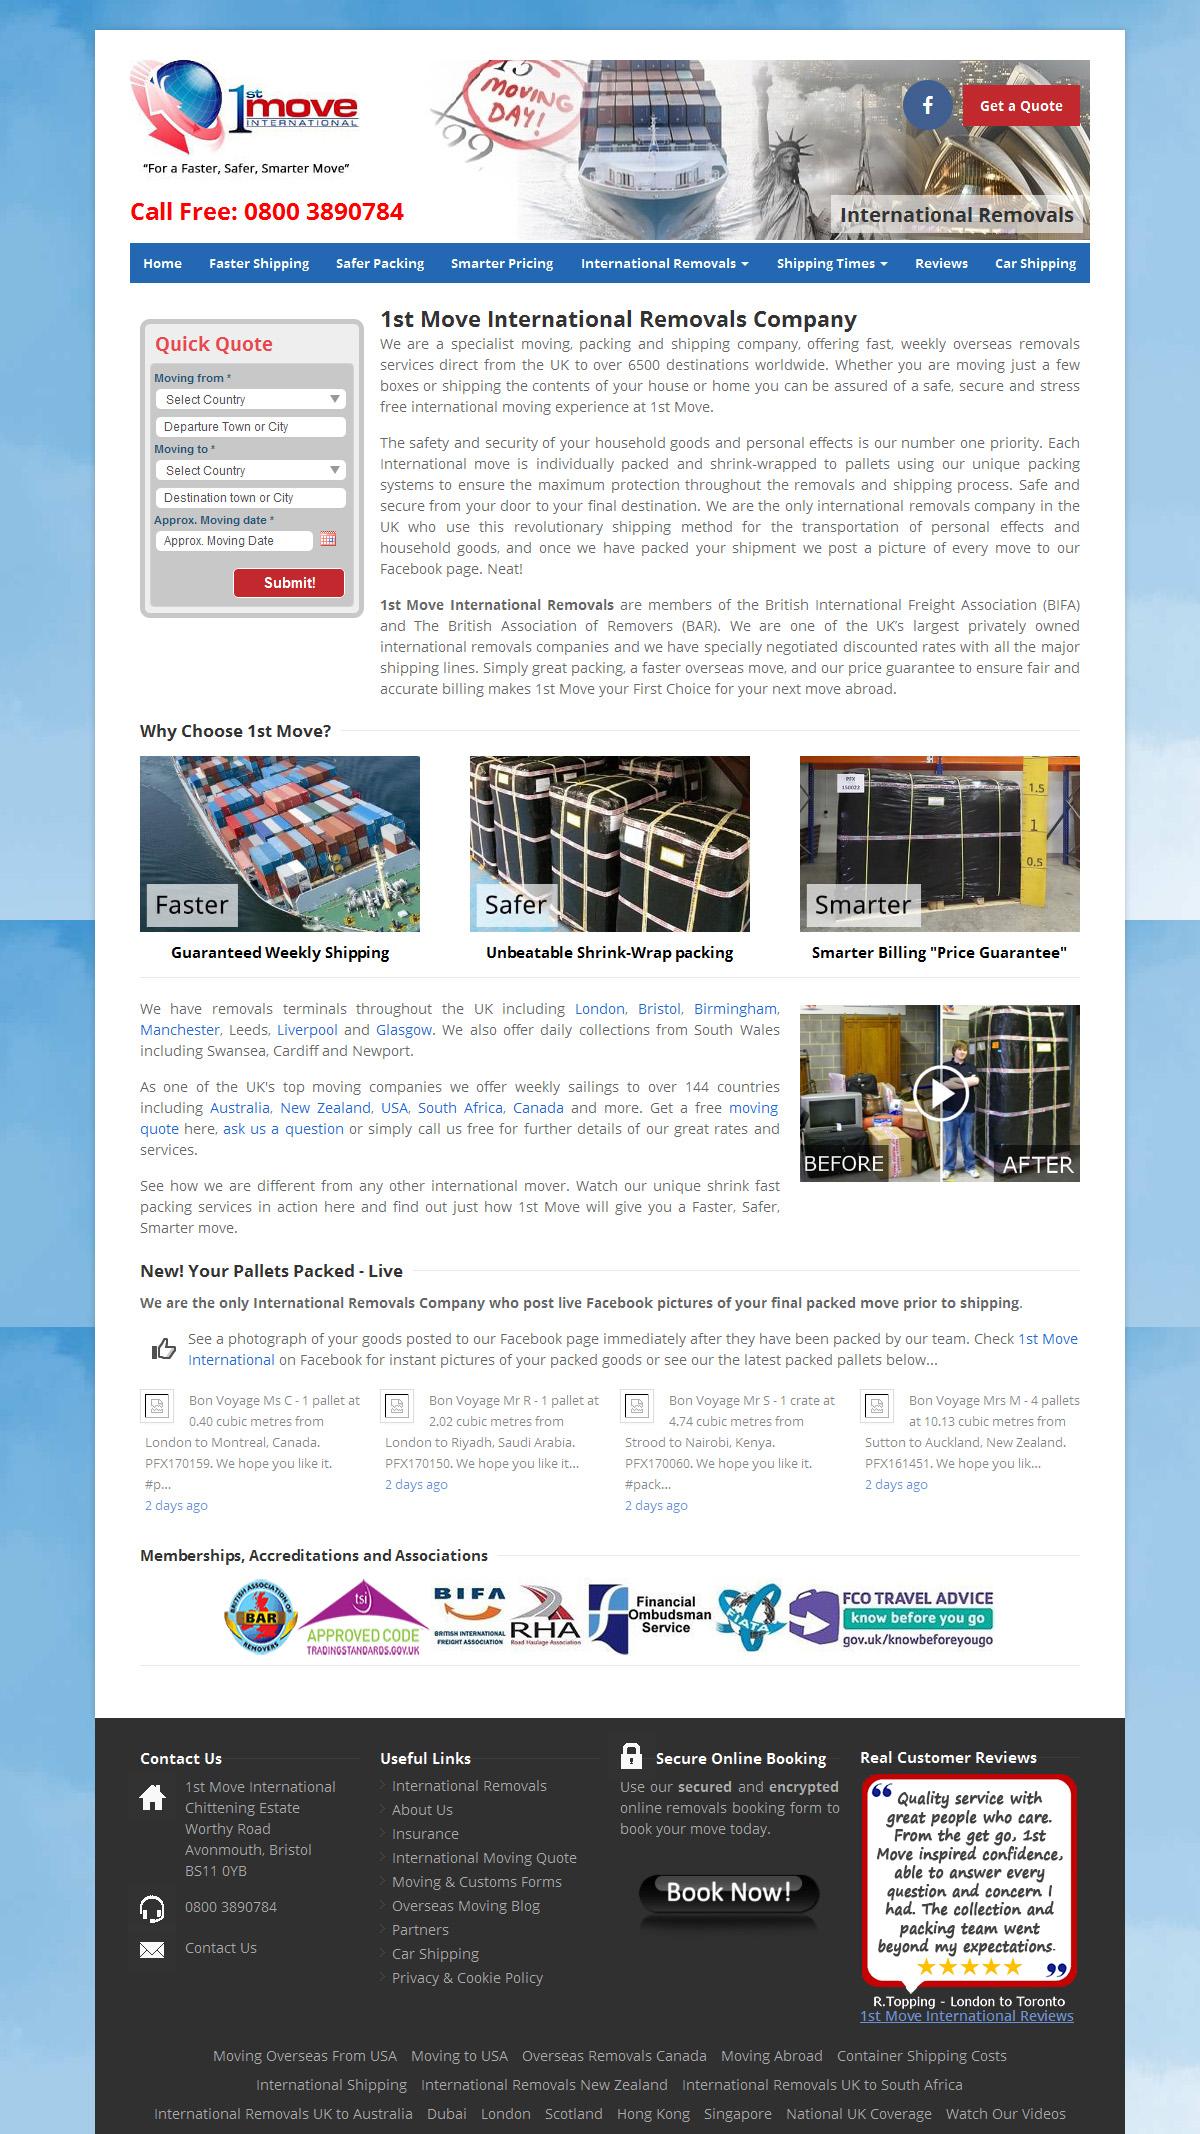 1st move
INTERNATIONAL
“For a Faster, Safer, Smarter Move”
Call Free: 0800 3890784
MOVING
DAY!
Get a Quote
International Removals
Home Faster Shipping Safer Packing Smarter Pricing International Removals Shipping Times Reviews Car Shipping
Quick Quote
Moving from *
Select Country
Departure Town or City
Moving to *
Select Country
Destination town or City
Approx. Moving date *
Approx. Moving Date
Submit!
1st Move International Removals Company
We are a specialist moving, packing and shipping company, offering fast, weekly overseas removals
services direct from the UK to over 6500 destinations worldwide. Whether you are moving just a few
boxes or shipping the contents of your house or home you can be assured of a safe, secure and stress
free international moving experience at 1st Move.
The safety and security of your household goods and personal effects is our number one priority. Each
International move is individually packed and shrink-wrapped to pallets using our unique packing
systems to ensure the maximum protection throughout the removals and shipping process. Safe and
secure from your door to your final destination. We are the only international removals company in the
UK who use this revolutionary shipping method for the transportation of personal effects and
household goods, and once we have packed your shipment we post a picture of every move to our
Facebook page. Neat!
1st Move International Removals are members of the British International Freight Association (BIFA)
and The British Association of Removers (BAR). We are one of the UK’s largest privately owned
international removals companies and we have specially negotiated discounted rates with all the major
shipping lines. Simply great packing, a faster overseas move, and our price guarantee to ensure fair and
accurate billing makes 1st Move your First Choice for your next move abroad.
Why Choose 1st Move?
Faster
Safer
PFX
150022
1.5
1
0.5
Smarter
Guaranteed Weekly Shipping
Unbeatable Shrink-Wrap packing
Smarter Billing "Price Guarantee"
We have removals terminals throughout the UK including London, Bristol, Birmingham,
Manchester, Leeds, Liverpool and Glasgow. We also offer daily collections from South Wales
including Swansea, Cardiff and Newport.
As one of the UK's top moving companies we offer weekly sailings to over 144 countries
including Australia, New Zealand, USA, South Africa, Canada and more. Get a free moving
quote here, ask us a question or simply call us free for further details of our great rates and
services.
See how we are different from any other international mover. Watch our unique shrink fast
packing services in action here and find out just how 1st Move will give you a Faster, Safer,
Smarter move.
BEFORE AFTER
New! Your Pallets Packed - Live
We are the only International Removals Company who post live Facebook pictures of your final packed move prior to shipping.
See a photograph of your goods posted to our Facebook page immediately after they have been packed by our team. Check 1st Move
International on Facebook for instant pictures of your packed goods or see our the latest packed pallets below...
Bon Voyage Ms C - 1 pallet at
0.40 cubic metres from
London to Montreal, Canada.
PFX170159. We hope you like it.
#p...
2 days ago
Bon Voyage Mr R - 1 pallet at
2.02 cubic metres from
London to Riyadh, Saudi Arabia.
PFX170150. We hope you like it...
2 days ago
Bon Voyage Mr S - 1 crate at
4.74 cubic metres from
Strood to Nairobi, Kenya.
PFX170060. We hope you like it.
#pack...
2 days ago
Bon Voyage Mrs M - 4 pallets
at 10.13 cubic metres from
Sutton to Auckland, New Zealand.
PFX161451. We hope you lik...
2 days ago
Memberships, Accreditations and Associations
BRITISH ASSOCIATION OF
BAR
REMOVERS
tsi
APPROVED CODE
TRADINGSTANDARDS.GOV.UK
BIFA
BRITISH INTERNATIONAL
FREIGHT ASSOCIATION
RHA
Road Haulage Association
Financial
Ombudsman
Service
FIATA
FCO TRAVEL ADVICE
know before you go
gov.uk/knowbeforeyougo
Contact Us
1st Move International
Chittening Estate
Worthy Road
Avonmouth, Bristol
BS11 0YB
0800 3890784
Contact Us
Useful Links
International Removals
About Us
Insurance
International Moving Quote
Moving & Customs Forms
Overseas Moving Blog
Partners
Car Shipping
Privacy & Cookie Policy
Secure Online Booking
Use our secured and encrypted
online removals booking form to
book your move today.
Book Now!
Real Customer Reviews
“ Quality service with
great people who care.
From the get go, 1st
Move inspired confidence,
able to answer every
question and concern I
had. The collection and
packing team went
beyond my expectations. ”
R.Topping - London to Toronto
1st Move International Reviews
Moving Overseas From USA Moving to USA Overseas Removals Canada Moving Abroad Container Shipping Costs
International Shipping International Removals New Zealand International Removals UK to South Africa
International Removals UK to Australia Dubai London Scotland Hong Kong Singapore National UK Coverage Watch Our Videos